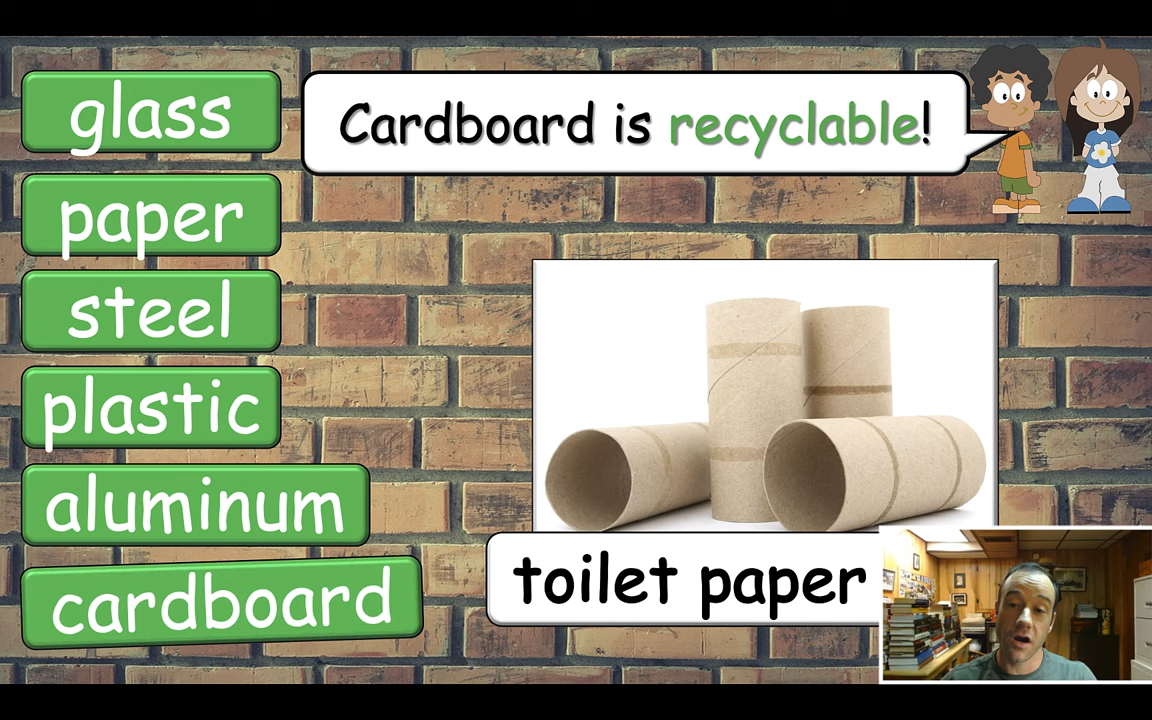 glass
Cardboard is recyclable!
paper
steel
plastic
aluminum
cardboard
toilet paper